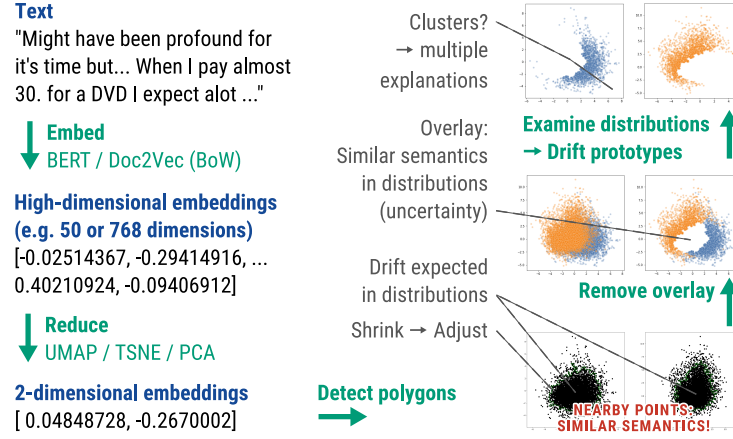 Text
"Might have been profound for
it's time but... When I pay almost
30. for a DVD I expect alot ..."
Embed
BERT / Doc2Vec (BoW)
High-dimensional embeddings
(e.g. 50 or 768 dimensions)
[-0.02514367, -0.29414916, ...
0.40210924, -0.09406912]
Reduce
UMAP / TSNE / PCA
2-dimensional embeddings
[ 0.04848728, -0.2670002]
Detect polygons
Clusters?
→ multiple
explanations
Overlay:
Similar semantics
in distributions
(uncertainty)
Drift expected
in distributions
Shrink → Adjust
Examine distributions
→ Drift prototypes
Remove overlay
NEARBY POINTS:
SIMILAR SEMANTICS!